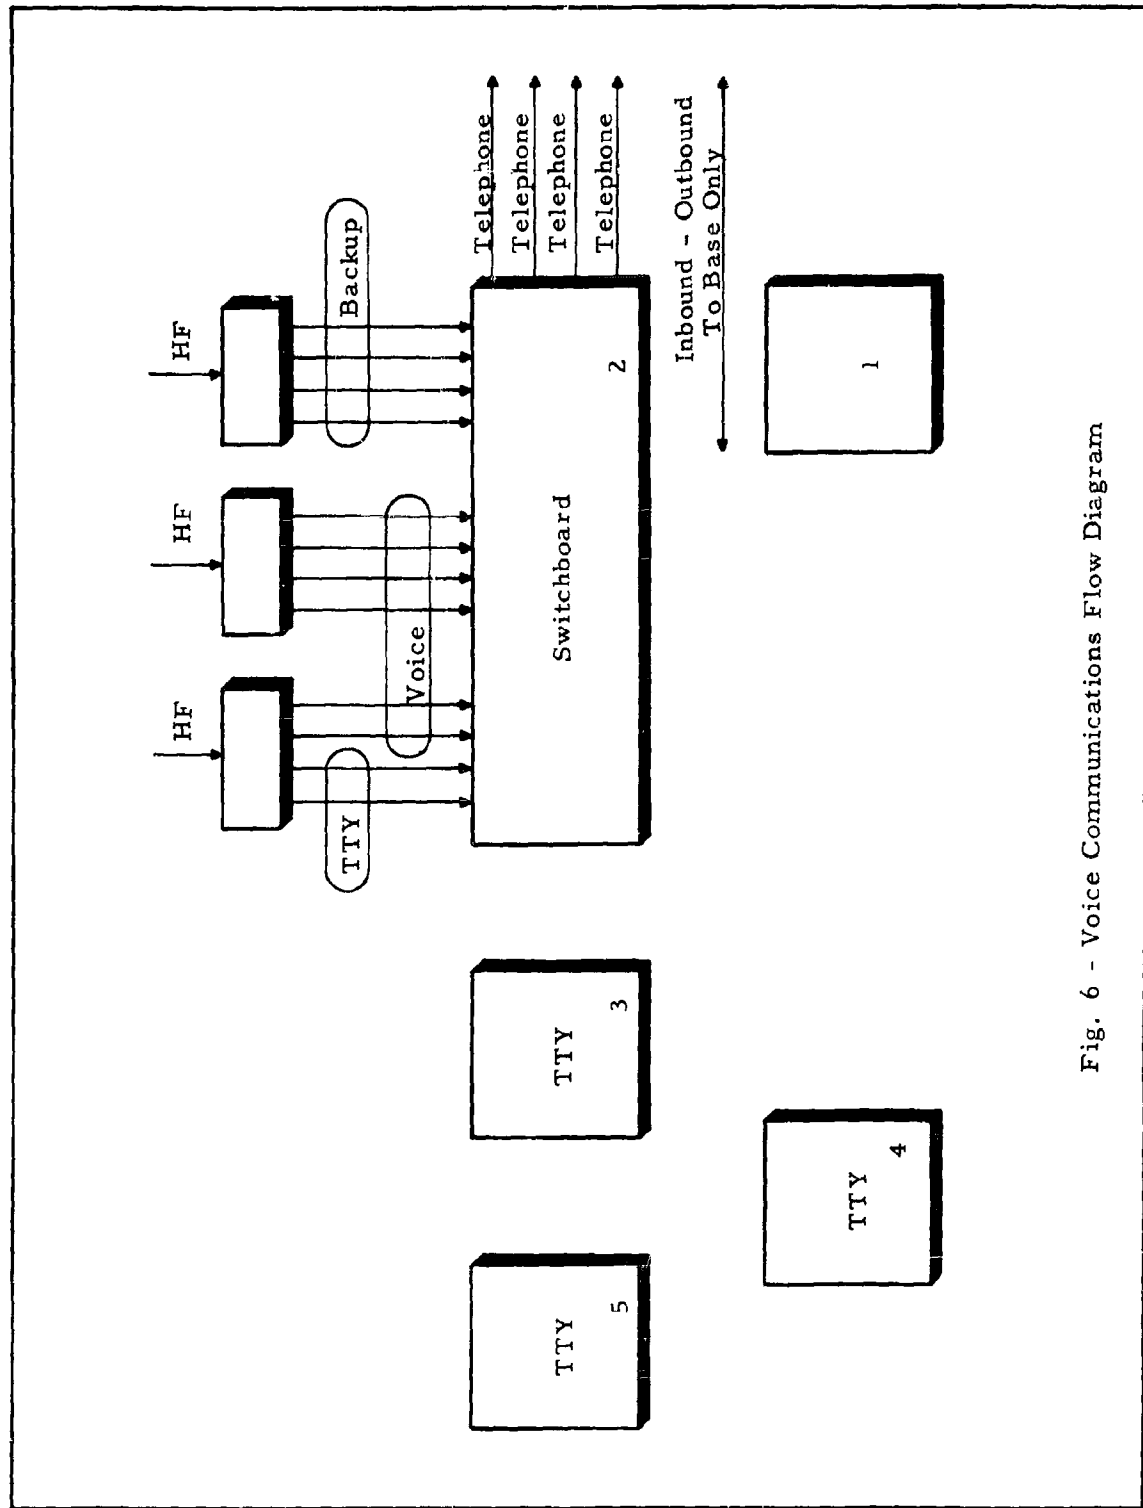 HF
HF
HF
TTY
Voice
Backup
Telephone
Telephone
Telephone
Telephone
Switchboard
2
Inbound - Outbound
To Base Only
1
TTY
3
TTY
5
TTY
4
Fig. 6 - Voice Communications Flow Diagram